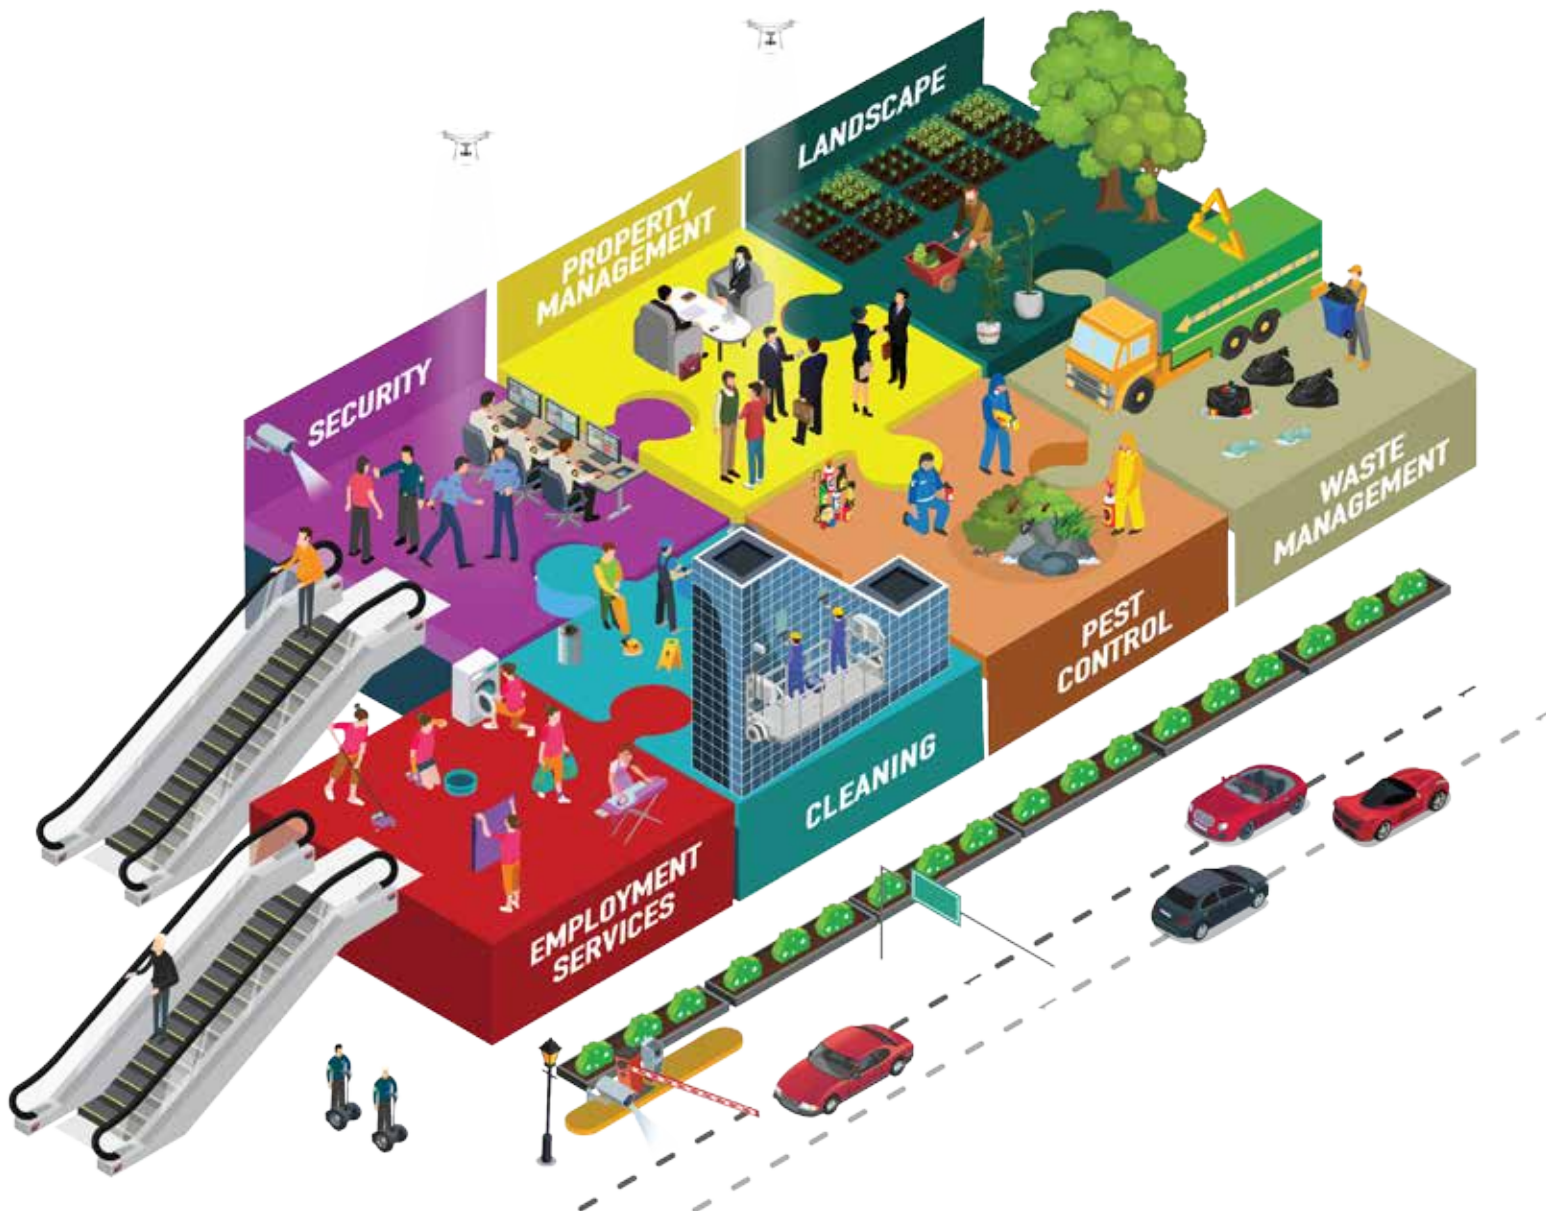 LANDSCAPE
PROPERTY
MANAGEMENT
SECURITY
WASTE
MANAGEMENT
PEST
CONTROL
CLEANING
EMPLOYMENT
SERVICES